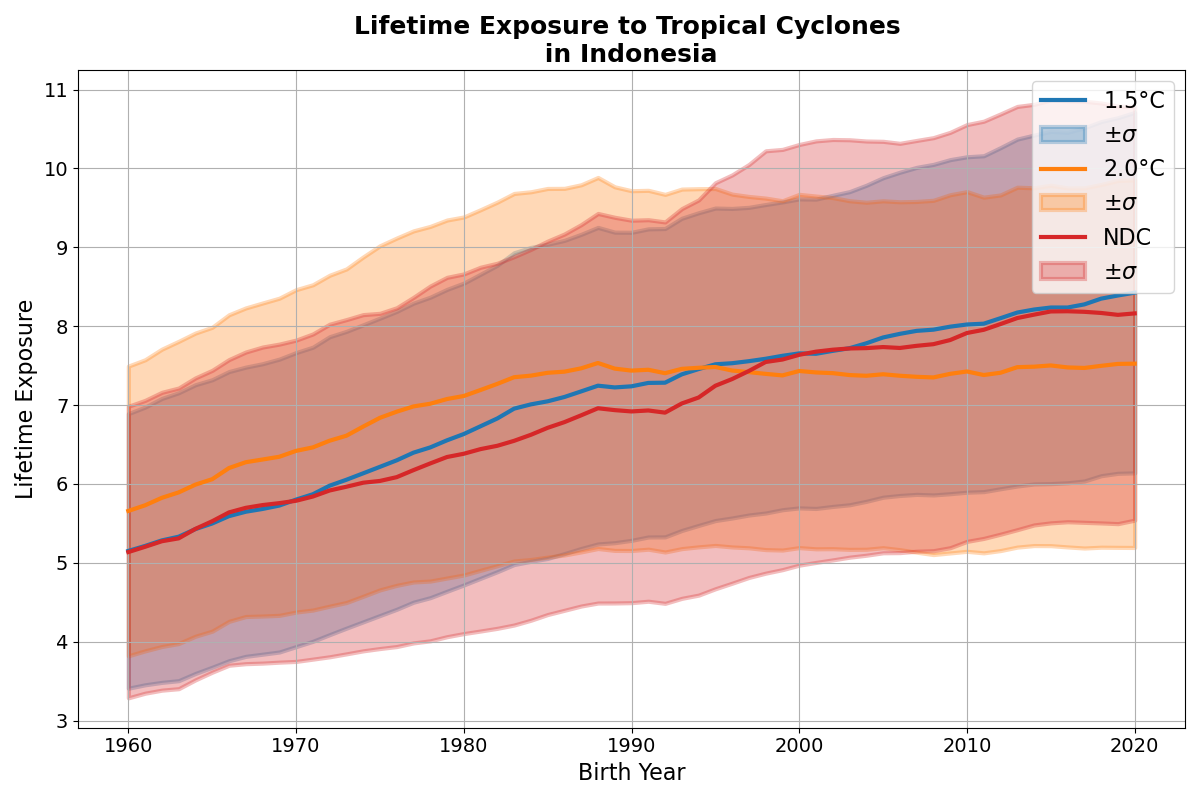 Lifetime Exposure to Tropical Cyclones
in Indonesia
Lifetime Exposure
11
10
9
8
7
6
5
4
3
1960
1970
1980
1990
2000
2010
2020
Birth Year
1.5°C
±σ
2.0°C
±σ
NDC
±σ